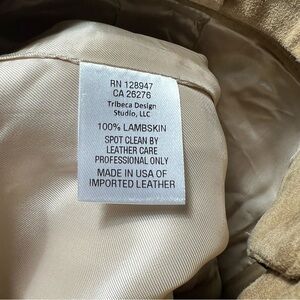 RN 128947
CA 26276
Tribeca Design
Studio, LLC
100% LAMBSKIN
SPOT CLEAN BY
LEATHER CARE
PROFESSIONAL ONLY
MADE IN USA OF
IMPORTED LEATHER